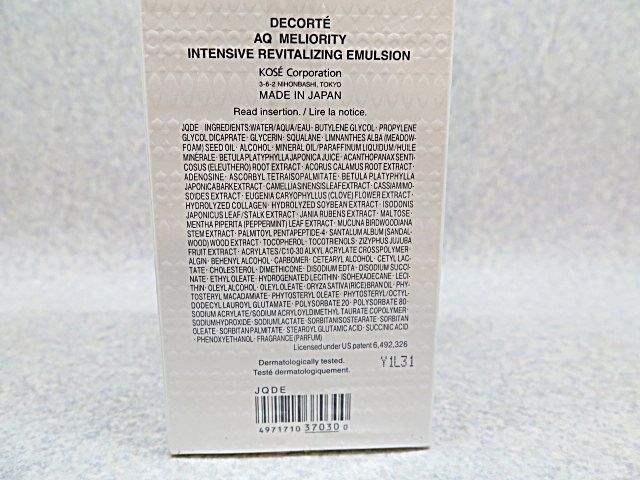 DECORTÉ
AQ MELIORITY
INTENSIVE REVITALIZING EMULSION
KOSÉ Corporation
3-6-2 NIHONBASHI, TOKYO
MADE IN JAPAN
Read insertion. / Lire la notice.
JQDE INGREDIENTS:WATER/AQUA/EAU · BUTYLENE GLYCOL · PROPYLENE
GLYCOL DICAPRATE · GLYCERIN · SQUALANE · LIMNANTHES ALBA (MEADOW-
FOAM) SEED OIL · ALCOHOL · MINERAL OIL/PARAFFINUM LIQUIDUM/HUILE
MINERALE · BETULA PLATYPHYLLA JAPONICA JUICE · ACANTHOPANAX SENTI-
COSUS (ELEUTHERO) ROOT EXTRACT · ACORUS CALAMUS ROOT EXTRACT ·
ADENOSINE · ASCORBYL TETRAISOPALMITATE · BETULA PLATYPHYLLA
JAPONICA BARK EXTRACT · CAMELLIA SINENSIS LEAF EXTRACT · CASSIA MIMO-
SOIDES EXTRACT · EUGENIA CARYOPHYLLUS (CLOVE) FLOWER EXTRACT ·
HYDROLYZED COLLAGEN · HYDROLYZED SOYBEAN EXTRACT · ISODONIS
JAPONICUS LEAF/STALK EXTRACT · JANIA RUBENS EXTRACT · MALTOSE ·
MENTHA PIPERITA (PEPPERMINT) LEAF EXTRACT · MUCUNA BIRDWOODIANA
STEM EXTRACT · PALMITOYL PENTAPEPTIDE-4 · SANTALUM ALBUM (SANDAL-
WOOD) WOOD EXTRACT · TOCOPHEROL · TOCOTRIENOLS · ZIZYPHUS JUJUBA
FRUIT EXTRACT · ACRYLATES/C10-30 ALKYL ACRYLATE CROSSPOLYMER ·
ALGIN · BEHENYL ALCOHOL · CARBOMER · CETEARYL ALCOHOL · CETYL LAC-
TATE · CHOLESTEROL · DIMETHICONE · DISODIUM EDTA · DISODIUM SUCCI-
NATE · ETHYL OLEATE · HYDROGENATED LECITHIN · ISOHEXADECANE · LECI-
THIN · OLEYL ALCOHOL · OLEYL OLEATE · ORYZA SATIVA (RICE) BRAN OIL · PHY-
TOSTERYL MACADAMIATE · PHYTOSTERYL OLEATE · PHYTOSTERYL/OCTYL-
DODECYL LAUROYL GLUTAMATE · POLYSORBATE 20 · POLYSORBATE 80 ·
SODIUM ACRYLATE/SODIUM ACRYLOYLDIMETHYL TAURATE COPOLYMER ·
SODIUM HYDROXIDE · SODIUM LACTATE · SORBITAN ISOSTEARATE · SORBITAN
OLEATE · SORBITAN PALMITATE · STEAROYL GLUTAMIC ACID · SUCCINIC ACID
· PHENOXYETHANOL · FRAGRANCE (PARFUM)
Licensed under US patent 6,492,326
Dermatologically tested.
Testé dermatologiquement.
Y1L31
JQDE
4971710 37030 0